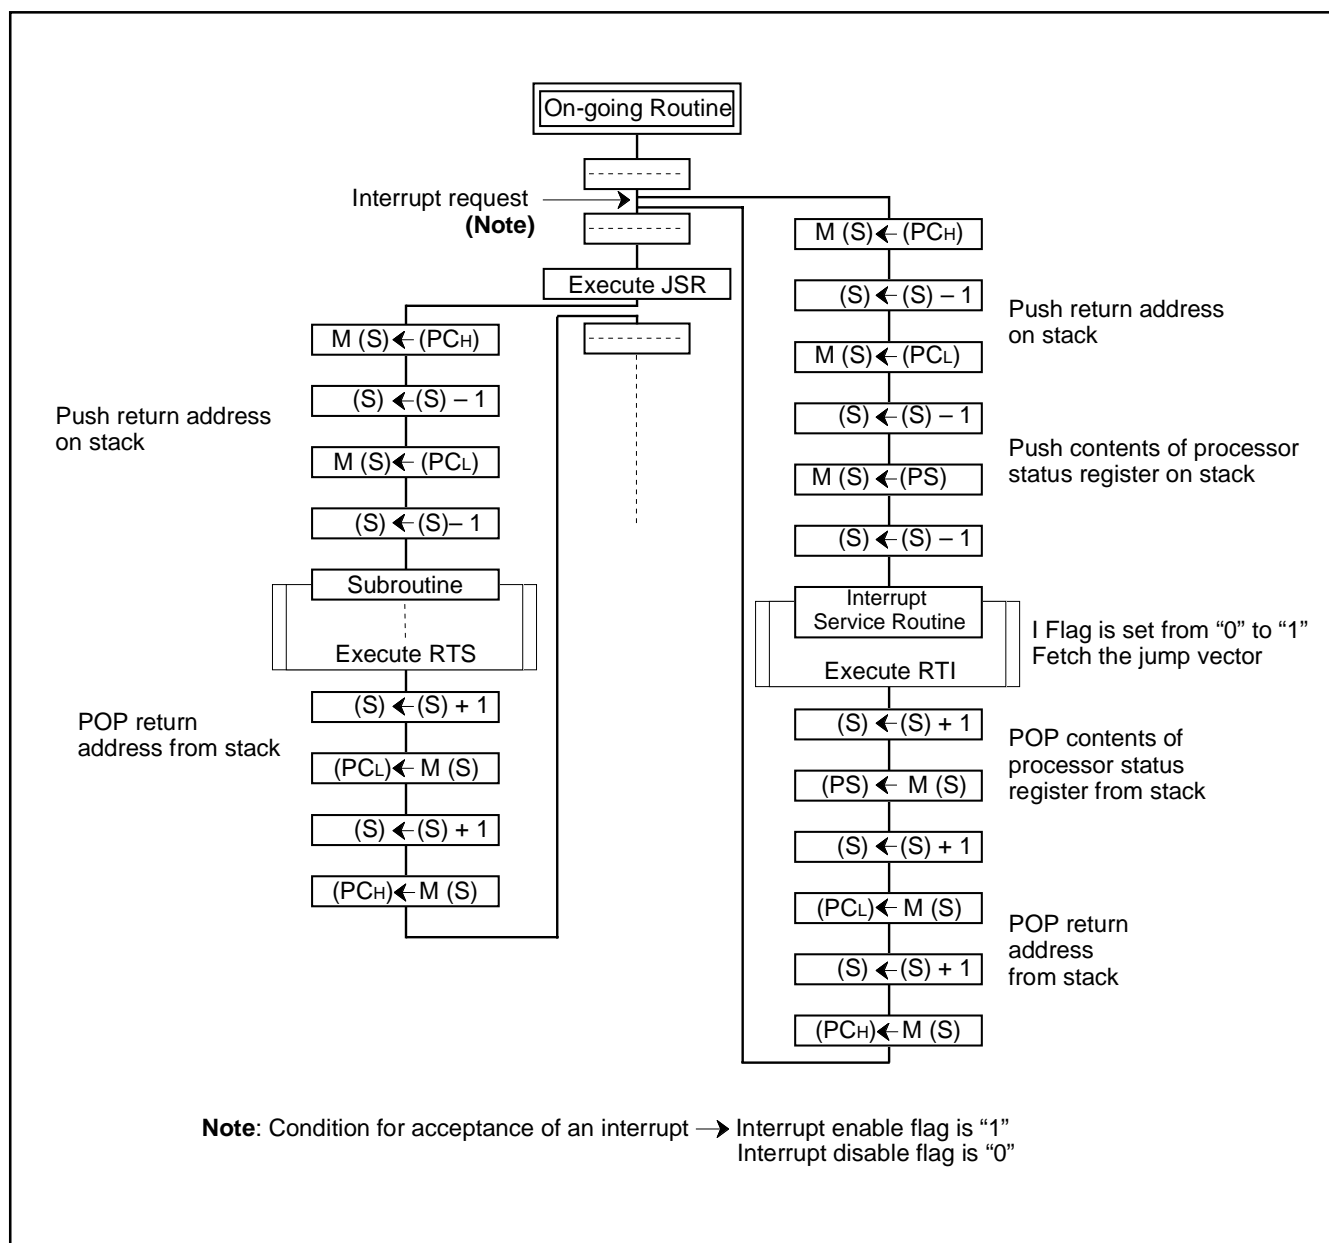 On-going Routine
Interrupt request
(Note)
Execute JSR
M (S) ← (PCH)
(S) ← (S) – 1
M (S) ← (PCL)
(S) ← (S) – 1
Push return address
on stack
Subroutine
Execute RTS
(S) ← (S) + 1
(PCL) ← M (S)
(S) ← (S) + 1
(PCH) ← M (S)
POP return
address from stack
M (S) ← (PCH)
(S) ← (S) – 1
M (S) ← (PCL)
(S) ← (S) – 1
M (S) ← (PS)
(S) ← (S) – 1
Push return address
on stack
Push contents of processor
status register on stack
Interrupt
Service Routine
Execute RTI
I Flag is set from “0” to “1”
Fetch the jump vector
(S) ← (S) + 1
(PS) ← M (S)
(S) ← (S) + 1
(PCL) ← M (S)
(S) ← (S) + 1
(PCH) ← M (S)
POP contents of
processor status
register from stack
POP return
address
from stack
Note: Condition for acceptance of an interrupt → Interrupt enable flag is “1”
Interrupt disable flag is “0”